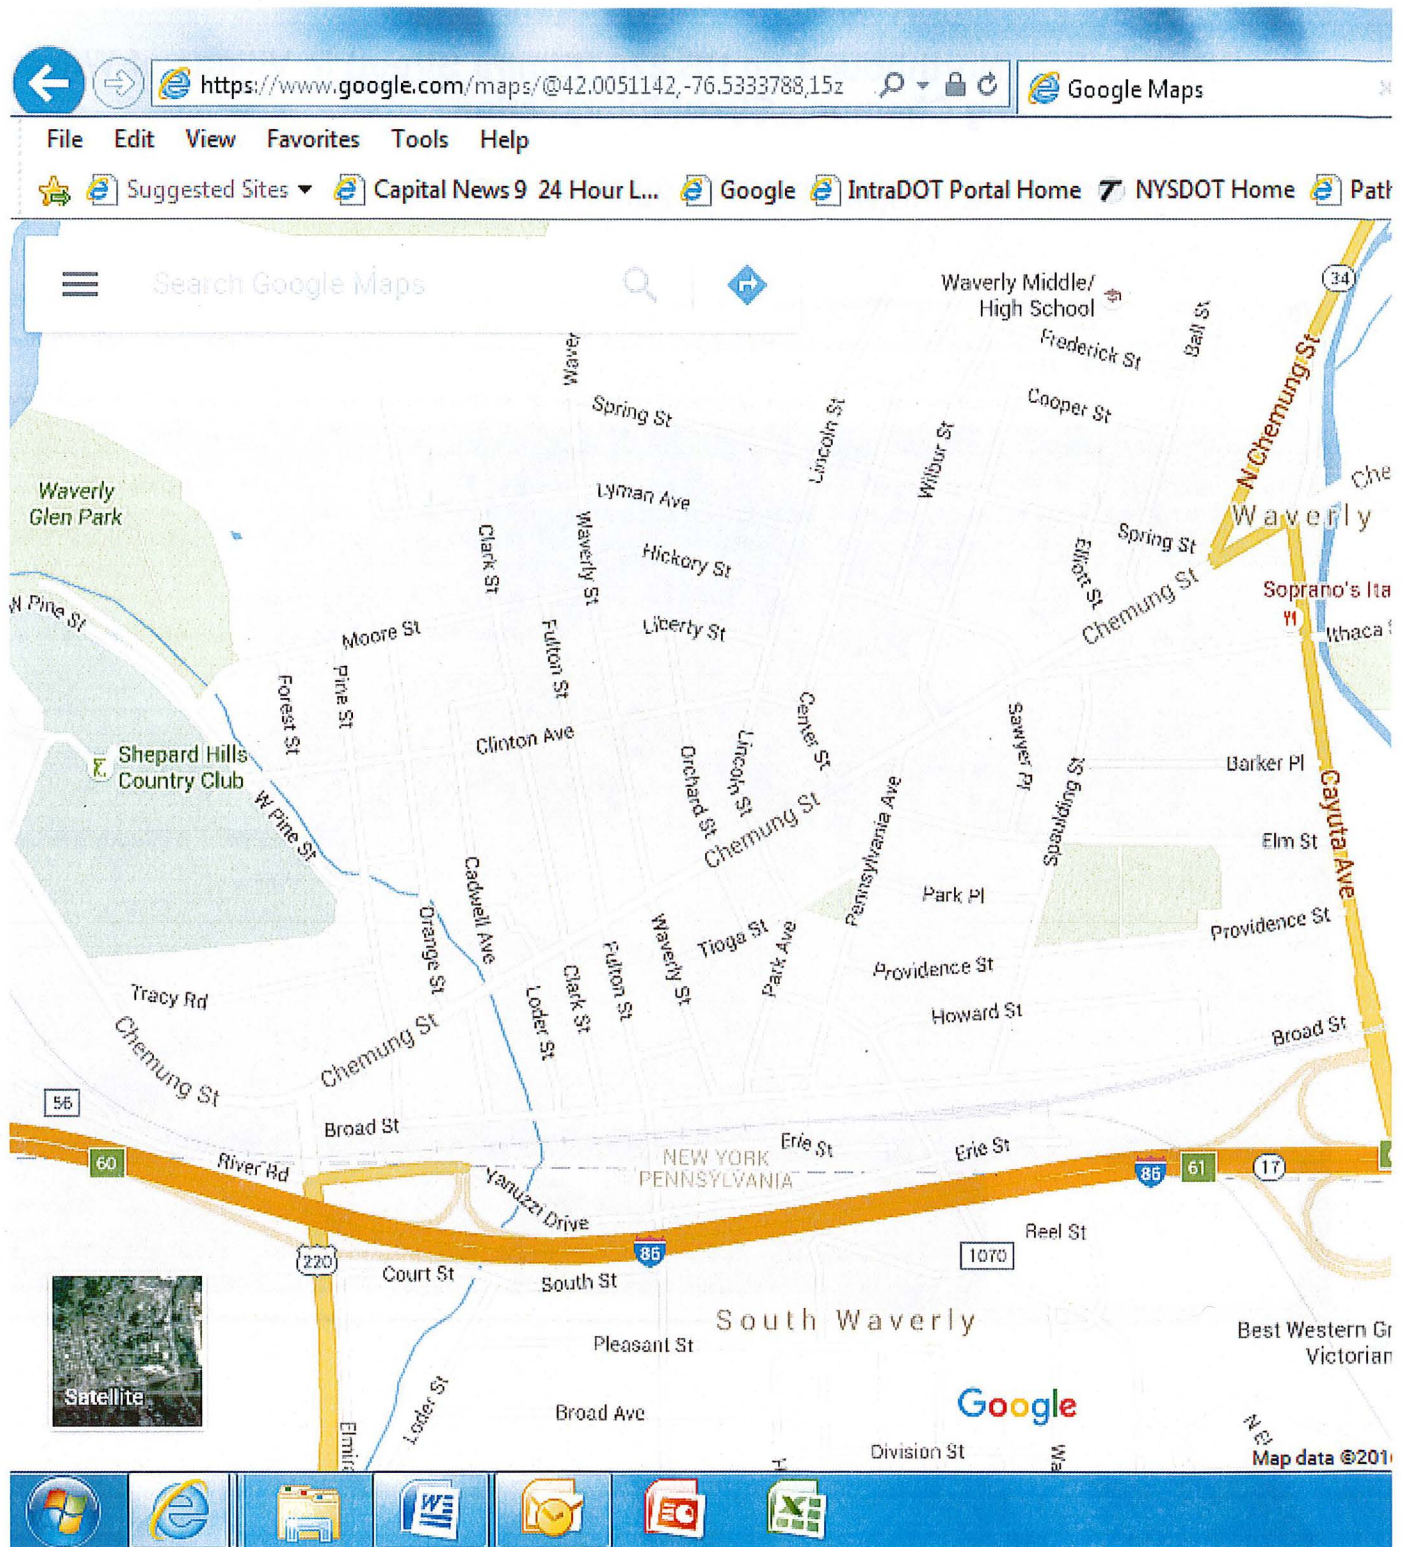 https://www.google.com/maps/@42.0051142,-76.5333788,15z
Google Maps
File Edit View Favorites Tools Help
Suggested Sites Capital News 9 24 Hour L... Google IntraDOT Portal Home NYSDOT Home Path
Search Google Maps
Waverly Middle/
High School
34
Ball St
Frederick St
N Chemung St
Waver
Spring St
Lincoln St
Cooper St
Wilbur St
Waverly
Glen Park
Lyman Ave
Che
Waverly
Clark St
Waverly St
Hickory St
Spring St
Elliott St
Chemung St
Soprano's Ita
W Pine St
Moore St
Fulton St
Liberty St
Ithaca S
Forest St
Pine St
Clinton Ave
Center St
Sawyer Pl
Shepard Hills
Country Club
Orchard St
Lincoln St
Chemung St
Pennsylvania Ave
Spaulding St
Barker Pl
Cayuta Ave
W Pine St
Elm St
Cadwell Ave
Park Pl
Orange St
Waverly St
Tioga St
Park Ave
Providence St
Fulton St
Clark St
Loder St
Providence St
Tracy Rd
Howard St
Chemung St
Chemung St
Broad St
56
Broad St
60
River Rd
NEW YORK
PENNSYLVANIA
Erie St
Erie St
86
61
17
Yanuzzi Drive
220
Court St
South St
86
1070
Reel St
South Waverly
Pleasant St
Best Western Gr
Victorian
Satellite
Loder St
Broad Ave
Google
Elmira
Division St
Wa
N El
Map data ©201